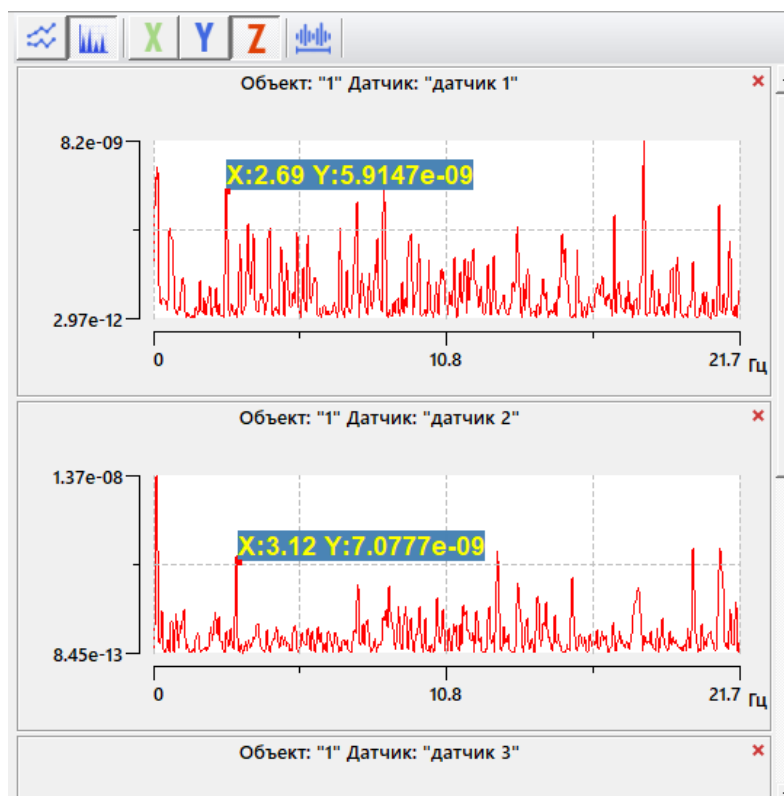 X Y Z
Объект: "1" Датчик: "датчик 1"
8.2e-09
X:2.69 Y:5.9147e-09
2.97e-12
0 10.8 21.7 Гц
Объект: "1" Датчик: "датчик 2"
1.37e-08
X:3.12 Y:7.0777e-09
8.45e-13
0 10.8 21.7 Гц
Объект: "1" Датчик: "датчик 3"